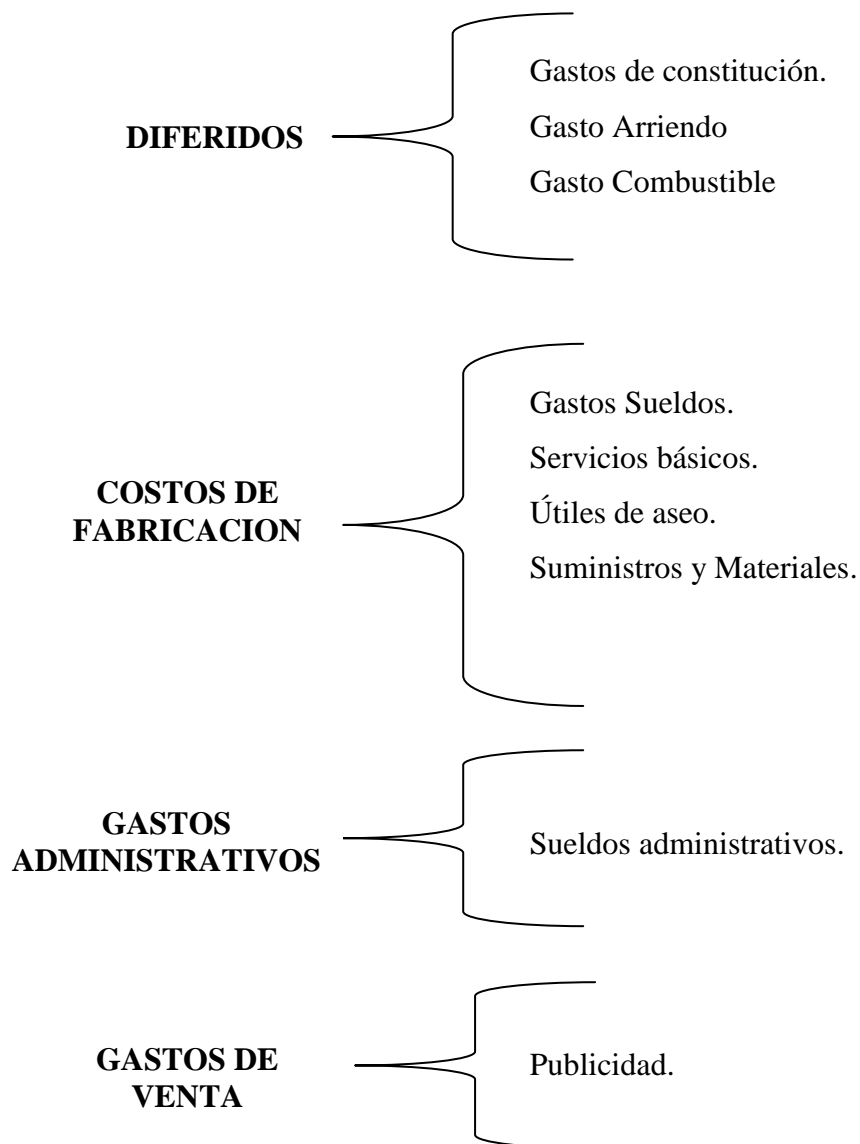 DIFERIDOS
Gastos de constitución.
Gasto Arriendo
Gasto Combustible
COSTOS DE
FABRICACION
Gastos Sueldos.
Servicios básicos.
Útiles de aseo.
Suministros y Materiales.
GASTOS
ADMINISTRATIVOS
Sueldos administrativos.
GASTOS DE
VENTA
Publicidad.